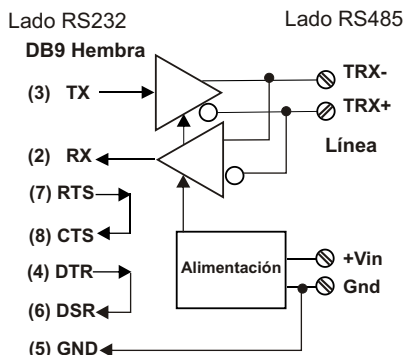 Lado RS232
Lado RS485
DB9 Hembra
(3) TX
TRX-
TRX+
(2) RX
Línea
(7) RTS
(8) CTS
(4) DTR
Alimentación
+Vin
Gnd
(6) DSR
(5) GND